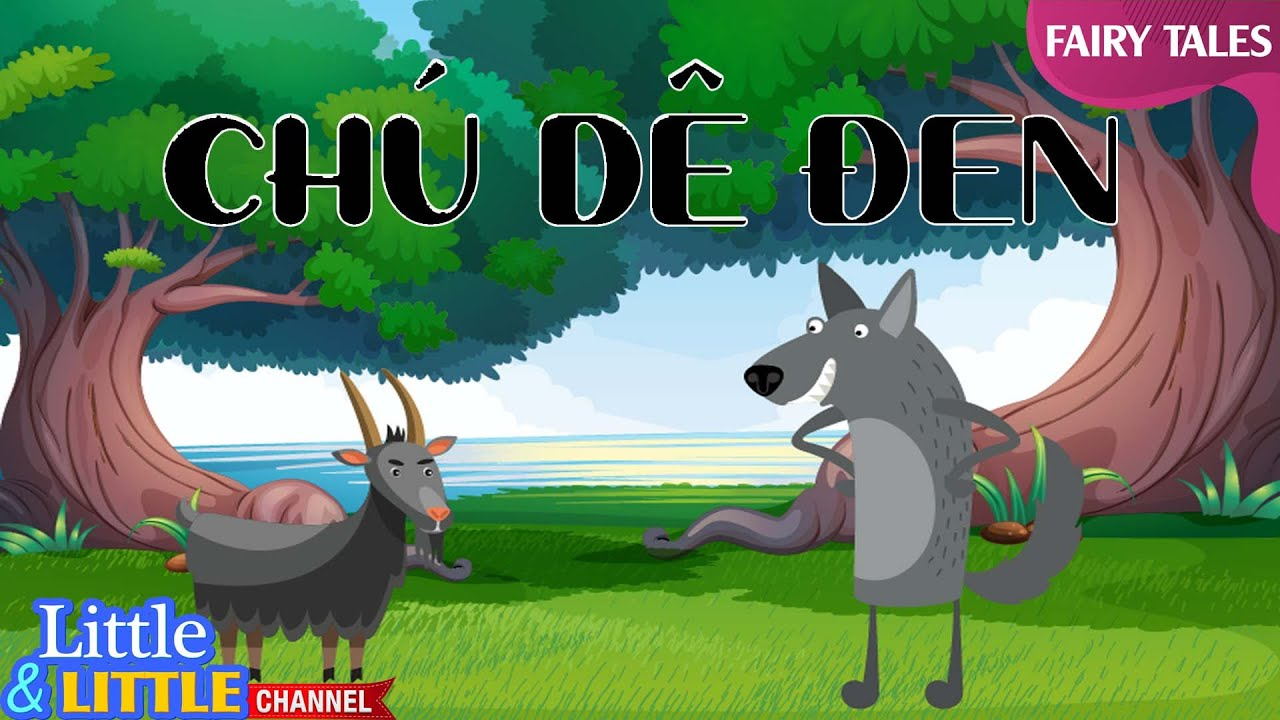 FAIRY TALES
CHÚ DÊ ĐEN
Little
& LITTLE
CHANNEL